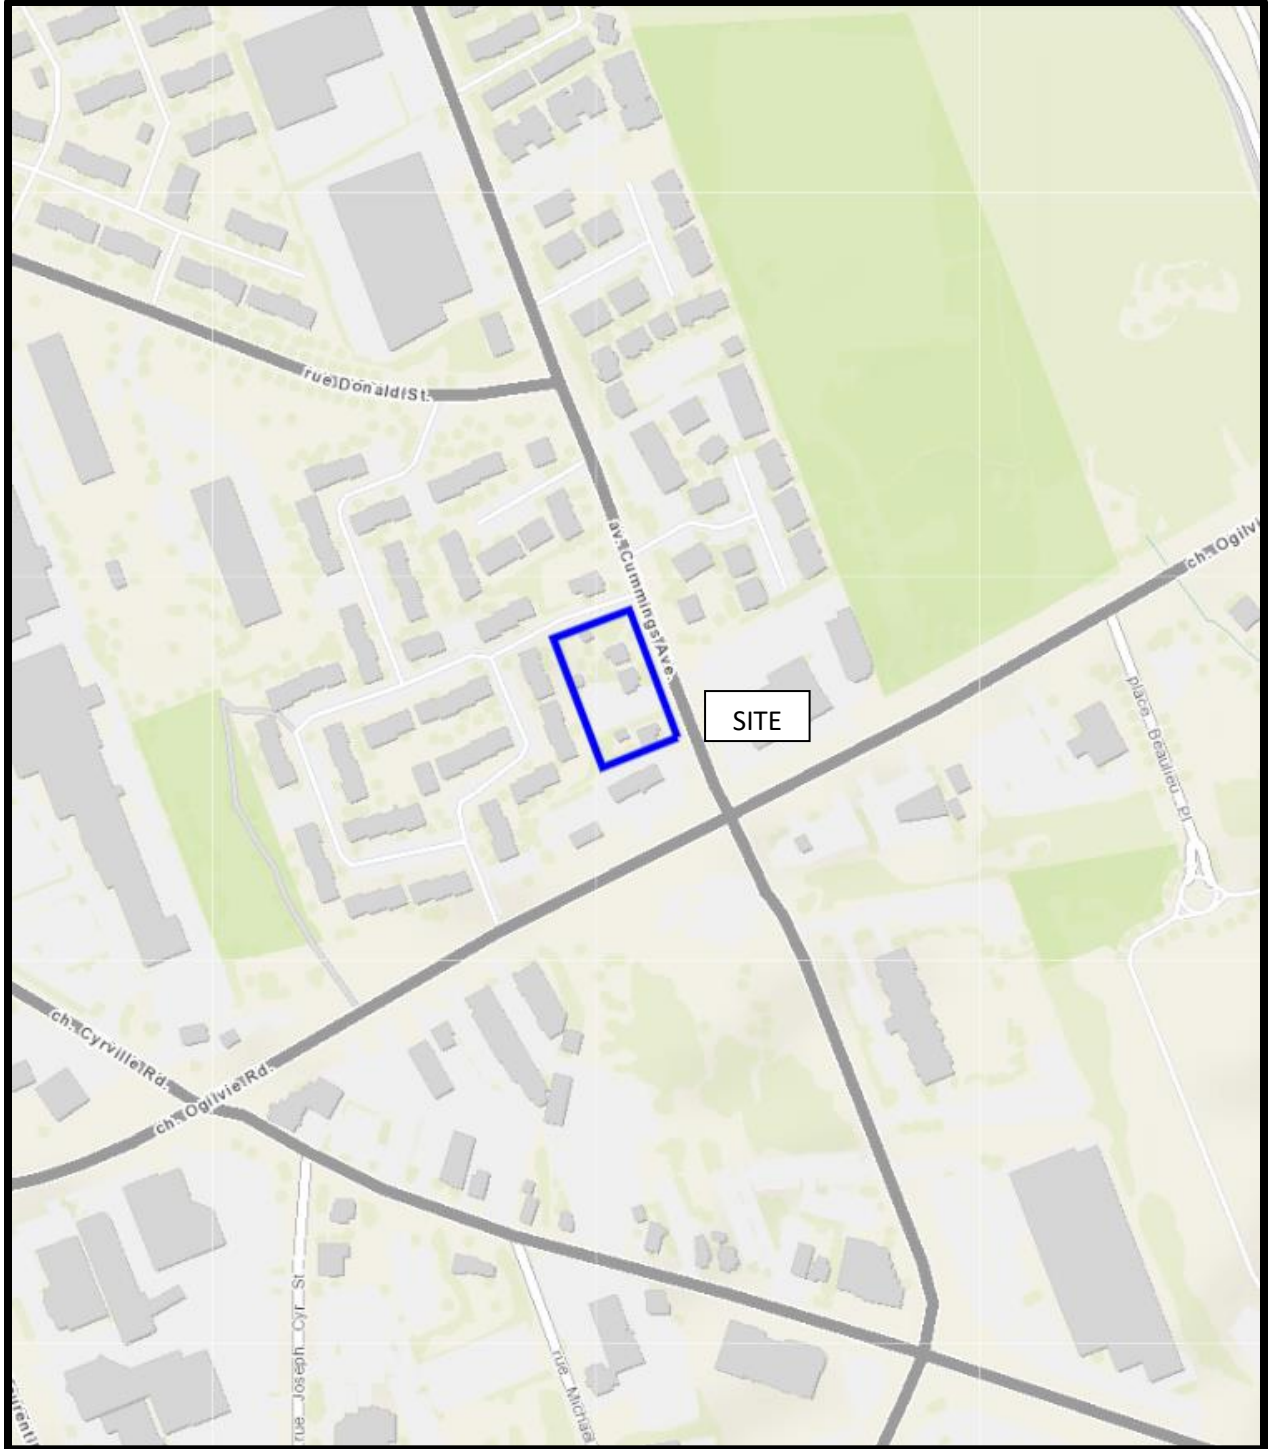 rue Donald St.
av. Cummings Ave.
ch. Ogilvi
SITE
place Beaulieu Pl
ch. Cyrville Rd.
ch. Ogilvie Rd.
rue Joseph Cyr St
rue Michae